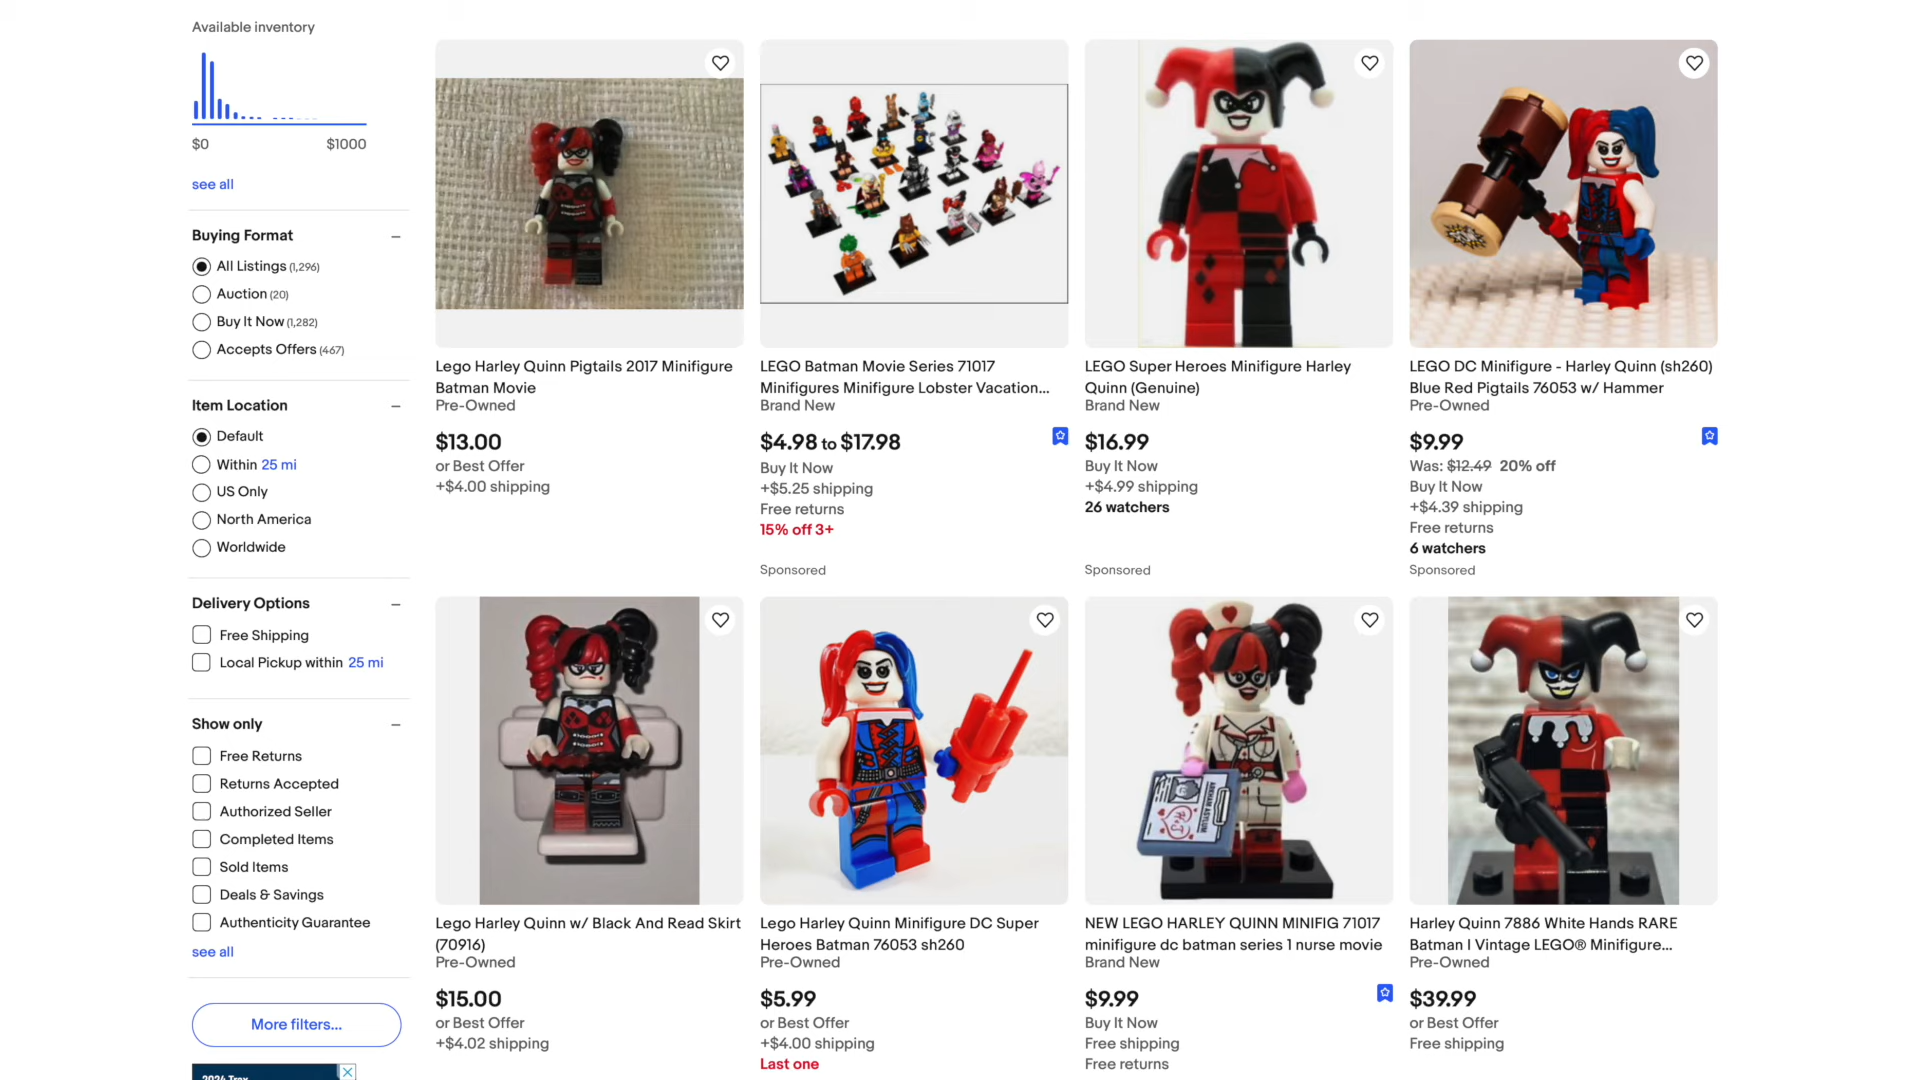 Available inventory
$0 $1000
see all
Buying Format
All Listings (1,296)
Auction (20)
Buy It Now (1,282)
Accepts Offers (467)
Item Location
Default
Within 25 mi
US Only
North America
Worldwide
Delivery Options
Free Shipping
Local Pickup within 25 mi
Show only
Free Returns
Returns Accepted
Authorized Seller
Completed Items
Sold Items
Deals & Savings
Authenticity Guarantee
see all
More filters...
Lego Harley Quinn Pigtails 2017 Minifigure
Batman Movie
Pre-Owned
$13.00
or Best Offer
+$4.00 shipping
LEGO Batman Movie Series 71017
Minifigures Minifigure Lobster Vacation...
Brand New
$4.98 to $17.98
Buy It Now
+$5.25 shipping
Free returns
15% off 3+
Sponsored
LEGO Super Heroes Minifigure Harley
Quinn (Genuine)
Brand New
$16.99
Buy It Now
+$4.99 shipping
26 watchers
Sponsored
LEGO DC Minifigure - Harley Quinn (sh260)
Blue Red Pigtails 76053 w/ Hammer
Pre-Owned
$9.99
Was: $12.49 20% off
Buy It Now
+$4.39 shipping
Free returns
6 watchers
Sponsored
Lego Harley Quinn w/ Black And Read Skirt
(70916)
Pre-Owned
$15.00
or Best Offer
+$4.02 shipping
Lego Harley Quinn Minifigure DC Super
Heroes Batman 76053 sh260
Pre-Owned
$5.99
or Best Offer
+$4.00 shipping
Last one
ARKHAM ASYLUM
NEW LEGO HARLEY QUINN MINIFIG 71017
minifigure dc batman series 1 nurse movie
Brand New
$9.99
Buy It Now
Free shipping
Free returns
Harley Quinn 7886 White Hands RARE
Batman I Vintage LEGO® Minifigure...
Pre-Owned
$39.99
or Best Offer
Free shipping